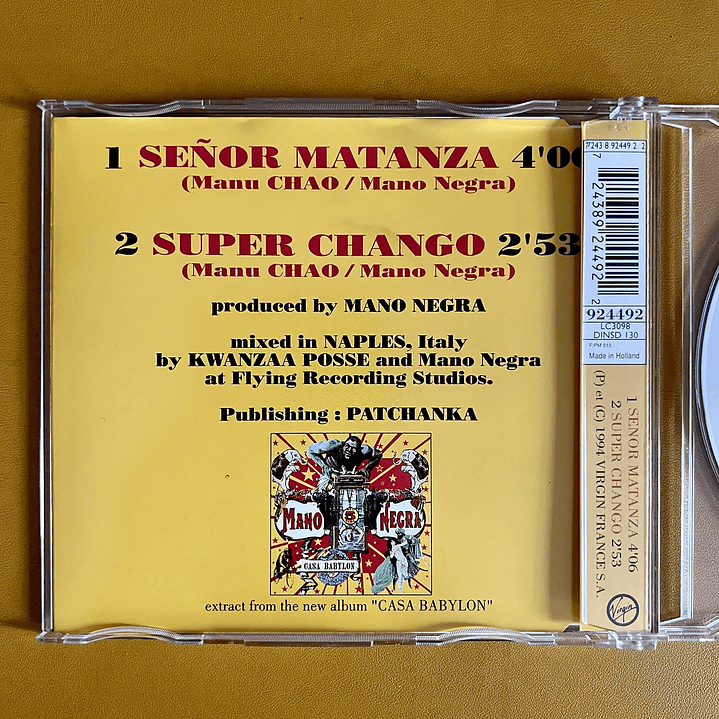 1 SEÑOR MATANZA 4'06
(Manu CHAO / Mano Negra)
2 SUPER CHANGO 2'53
(Manu CHAO / Mano Negra)
produced by MANO NEGRA
mixed in NAPLES, Italy
by KWANZAA POSSE and Mano Negra
at Flying Recording Studios.
Publishing : PATCHANKA
MANO NEGRA
CASA BABYLON
extract from the new album "CASA BABYLON"
7243 8 92449 2 2
7 24389 24492 2
924492
LC3098
DINSD 130
F:PM 515
Made in Holland
1 SEÑOR MATANZA 4'06
2 SUPER CHANGO 2'53
(P) et (C) 1994 VIRGIN FRANCE S.A.
Virgin